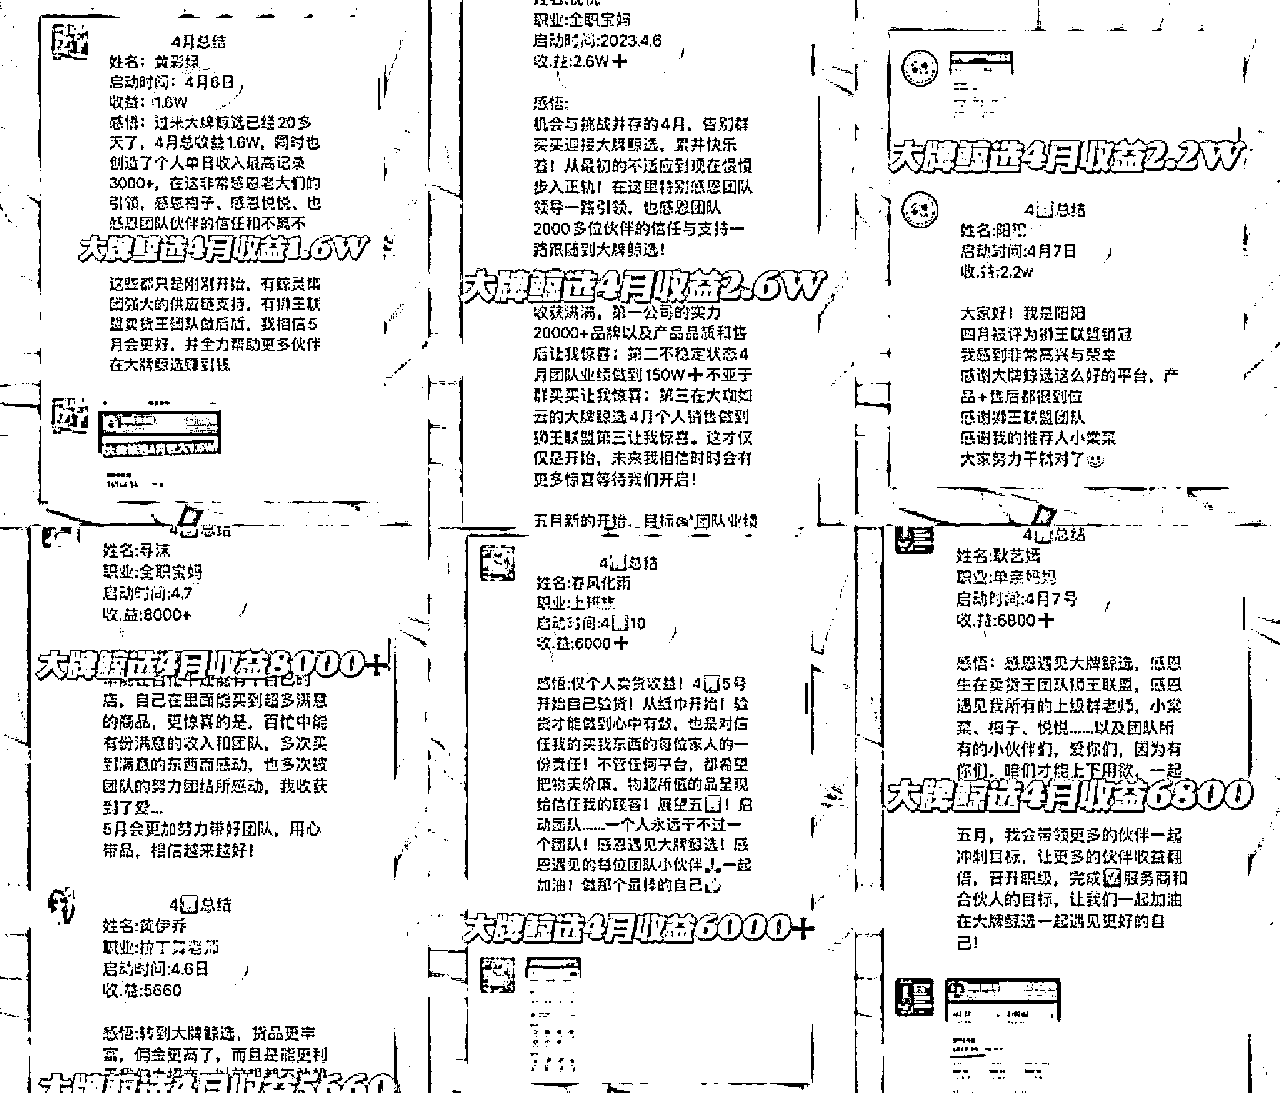 4月总结
姓名：黄彩绿
启动时间：4月6日
收益：1.6W
感悟：过来大牌鲸选已经20多
天了，4月总收益1.6W，同时也
创造了个人单日收入最高记录
3000+，在这非常感恩老大们的
引领，感恩梅子、感恩悦悦、也
感恩团队伙伴的信任和不离不
大牌鲸选4月收益1.6W
这些都只是刚刚开始，有鲸灵集
团强大的供应链支持，有狮王联
盟卖货王团队做后盾，我相信5
月会更好，并全力帮助更多伙伴
在大牌鲸选赚到钱
职业:全职宝妈
启动时间:2023.4.6
收.益:2.6W+
感悟：
机会与挑战并存的4月，告别群
买买迎接大牌鲸选，累并快乐
着！从最初的不适应到现在慢慢
步入正轨！在这里特别感恩团队
领导一路引领，也感恩团队
2000多位伙伴的信任与支持一
路跟随到大牌鲸选！
大牌鲸选4月收益2.6W
收获满满，第一公司的实力
20000+品牌以及产品品质和售
后让我惊喜；第二不稳定状态4
月团队业绩做到150W+不亚于
群买买让我惊喜；第三在大咖如
云的大牌鲸选4月个人销售做到
狮王联盟第三让我惊喜。这才仅
仅是开始，未来我相信时时会有
更多惊喜等待我们开启！
五月新的开始，目标 团队业绩
大牌鲸选4月收益2.2W
4月总结
姓名:阳阳
启动时间:4月7日
收.益:2.2w
大家好！我是阳阳
四月被评为狮王联盟销冠
我感到非常高兴与荣幸
感谢大牌鲸选这么好的平台，产
品+售后都很到位
感谢狮王联盟团队
感谢我的推荐人小棠菜
大家努力干就对了
4月总结
姓名:寻沫
职业:全职宝妈
启动时间:4.7
收.益:8000+
大牌鲸选4月收益8000+
店，自己在里面能买到超多满意
的商品，更惊喜的是，百忙中能
有份满意的收入和团队，多次买
到满意的东西而感动，也多次被
团队的努力团结所感动，我收获
到了爱...
5月会更加努力带好团队，用心
带品，相信越来越好！
4月总结
姓名:黄伊乔
职业:拉丁舞老师
启动时间:4.6日
收.益:5660
感悟:转到大牌鲸选，货品更丰
富，佣金更高了，而且是能更利
大牌鲸选4月收益5660
4月总结
姓名:春风化雨
职业:上班族
启动时间:4月10
收.益:6000+
感悟:仅个人卖货收益！4月5号
开始自己验货！从纸巾开始！验
货才能做到心中有数，也是对信
任我的买我东西的每位家人的一
份责任！不管任何平台，都希望
把物美价廉，物超所值的品呈现
给信任我的顾客！展望五月！启
动团队……一个人永远干不过一
个团队！感恩遇见大牌鲸选！感
恩遇见的每位团队小伙伴 一起
加油！做那个最棒的自己
大牌鲸选4月收益6000+
4月总结
姓名:耿艺嫣
职业:单亲妈妈
启动时间:4月7号
收.益:6800+
感悟：感恩遇见大牌鲸选，感恩
生在卖货王团队狮王联盟，感恩
遇见我所有的上级群老师，小棠
菜、梅子、悦悦……以及团队所
有的小伙伴们，爱你们，因为有
你们，咱们才能上下用欲，一起
大牌鲸选4月收益6800
五月，我会带领更多的伙伴一起
冲刺目标，让更多的伙伴收益翻
倍，晋升职级，完成 服务商和
合伙人的目标，让我们一起加油
在大牌鲸选一起遇见更好的自
己！